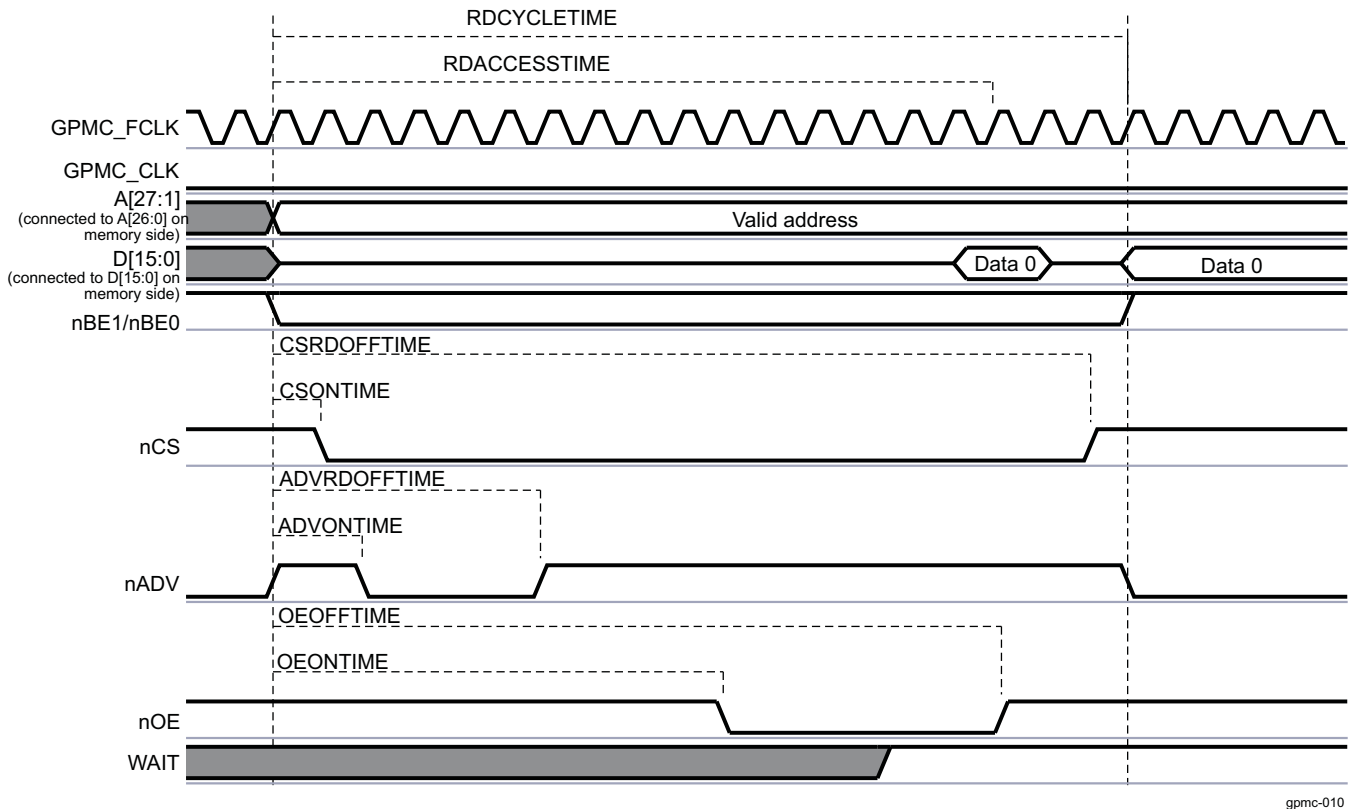 RDCYCLETIME
RDACCESSTIME
GPMC_FCLK
GPMC_CLK
A[27:1]
(connected to A[26:0] on
memory side)
Valid address
D[15:0]
(connected to D[15:0] on
memory side)
Data 0
Data 0
nBE1/nBE0
CSRDOFFTIME
CSONTIME
nCS
ADVRDOFFTIME
ADVONTIME
nADV
OEOFFTIME
OEONTIME
nOE
WAIT
gpmc-010